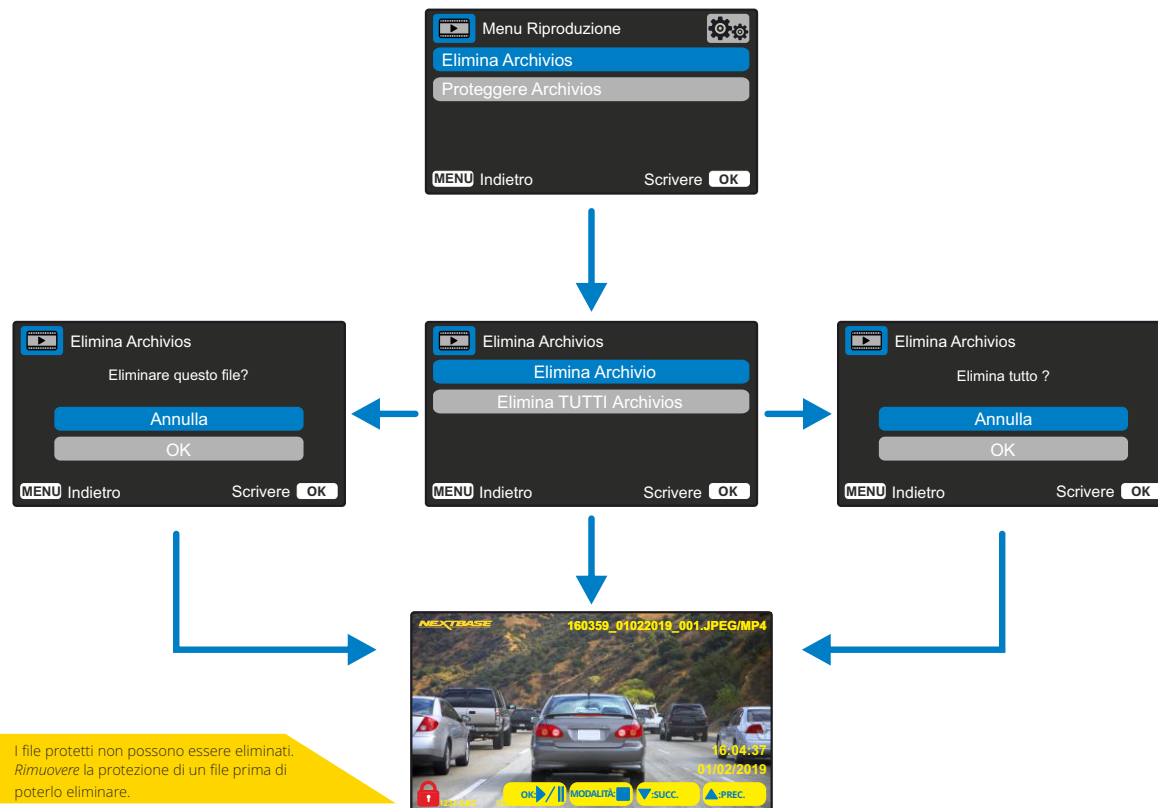 Menu Riproduzione
Elimina Archivios
Proteggere Archivios
MENU Indietro Scrivere OK
Elimina Archivios
Eliminare questo file?
Annulla
OK
MENU Indietro Scrivere OK
Elimina Archivios
Elimina Archivio
Elimina TUTTI Archivios
MENU Indietro Scrivere OK
Elimina Archivios
Elimina tutto ?
Annulla
OK
MENU Indietro Scrivere OK
NEXTBASE 160359_01022019_001.JPEG/MP4
16:04:37
01/02/2019
OK: MODALITÀ: :SUCC. :PREC.
I file protetti non possono essere eliminati.
Rimuovere la protezione di un file prima di
poterlo eliminare.